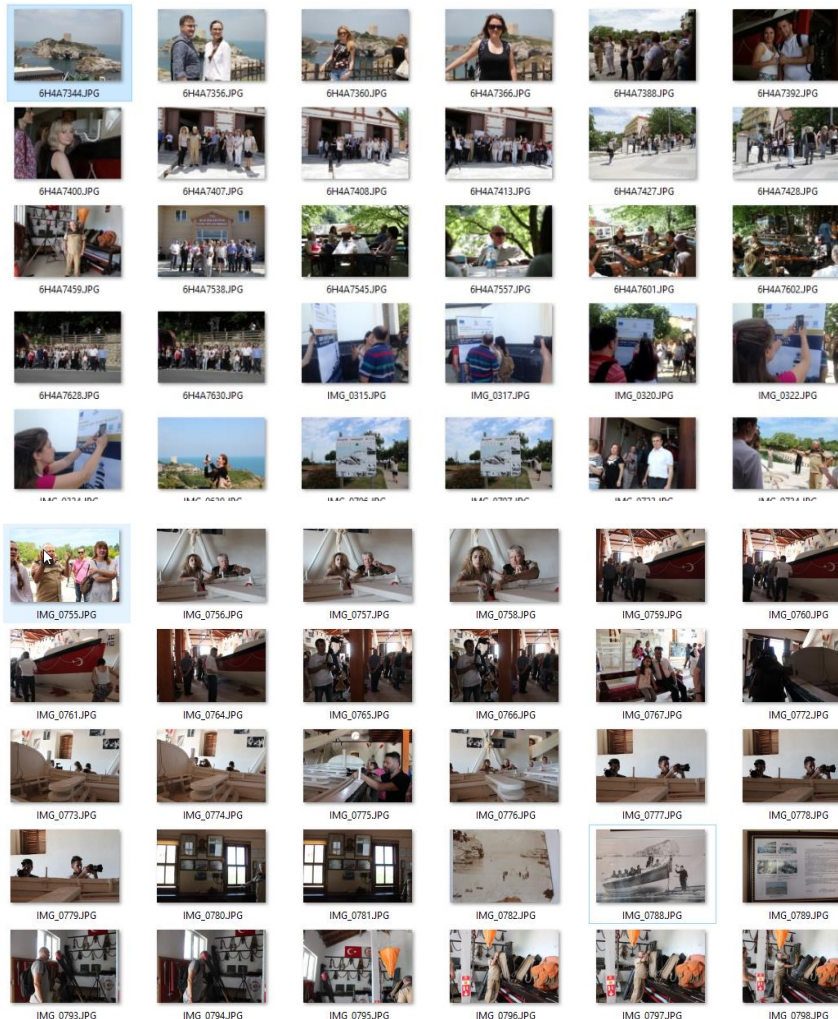 6H4A7344.JPG 6H4A7356.JPG 6H4A7360.JPG 6H4A7366.JPG 6H4A7388.JPG 6H4A7392.JPG
6H4A7400.JPG 6H4A7407.JPG 6H4A7408.JPG 6H4A7413.JPG 6H4A7427.JPG 6H4A7428.JPG
6H4A7459.JPG 6H4A7538.JPG 6H4A7545.JPG 6H4A7557.JPG 6H4A7601.JPG 6H4A7602.JPG
6H4A7628.JPG 6H4A7630.JPG IMG_0315.JPG IMG_0317.JPG IMG_0320.JPG IMG_0322.JPG
IMG_0755.JPG IMG_0756.JPG IMG_0757.JPG IMG_0758.JPG IMG_0759.JPG IMG_0760.JPG
IMG_0761.JPG IMG_0764.JPG IMG_0765.JPG IMG_0766.JPG IMG_0767.JPG IMG_0772.JPG
IMG_0773.JPG IMG_0774.JPG IMG_0775.JPG IMG_0776.JPG IMG_0777.JPG IMG_0778.JPG
IMG_0779.JPG IMG_0780.JPG IMG_0781.JPG IMG_0782.JPG IMG_0788.JPG IMG_0789.JPG
IMG_0793.JPG IMG_0794.JPG IMG_0795.JPG IMG_0796.JPG IMG_0797.JPG IMG_0798.JPG